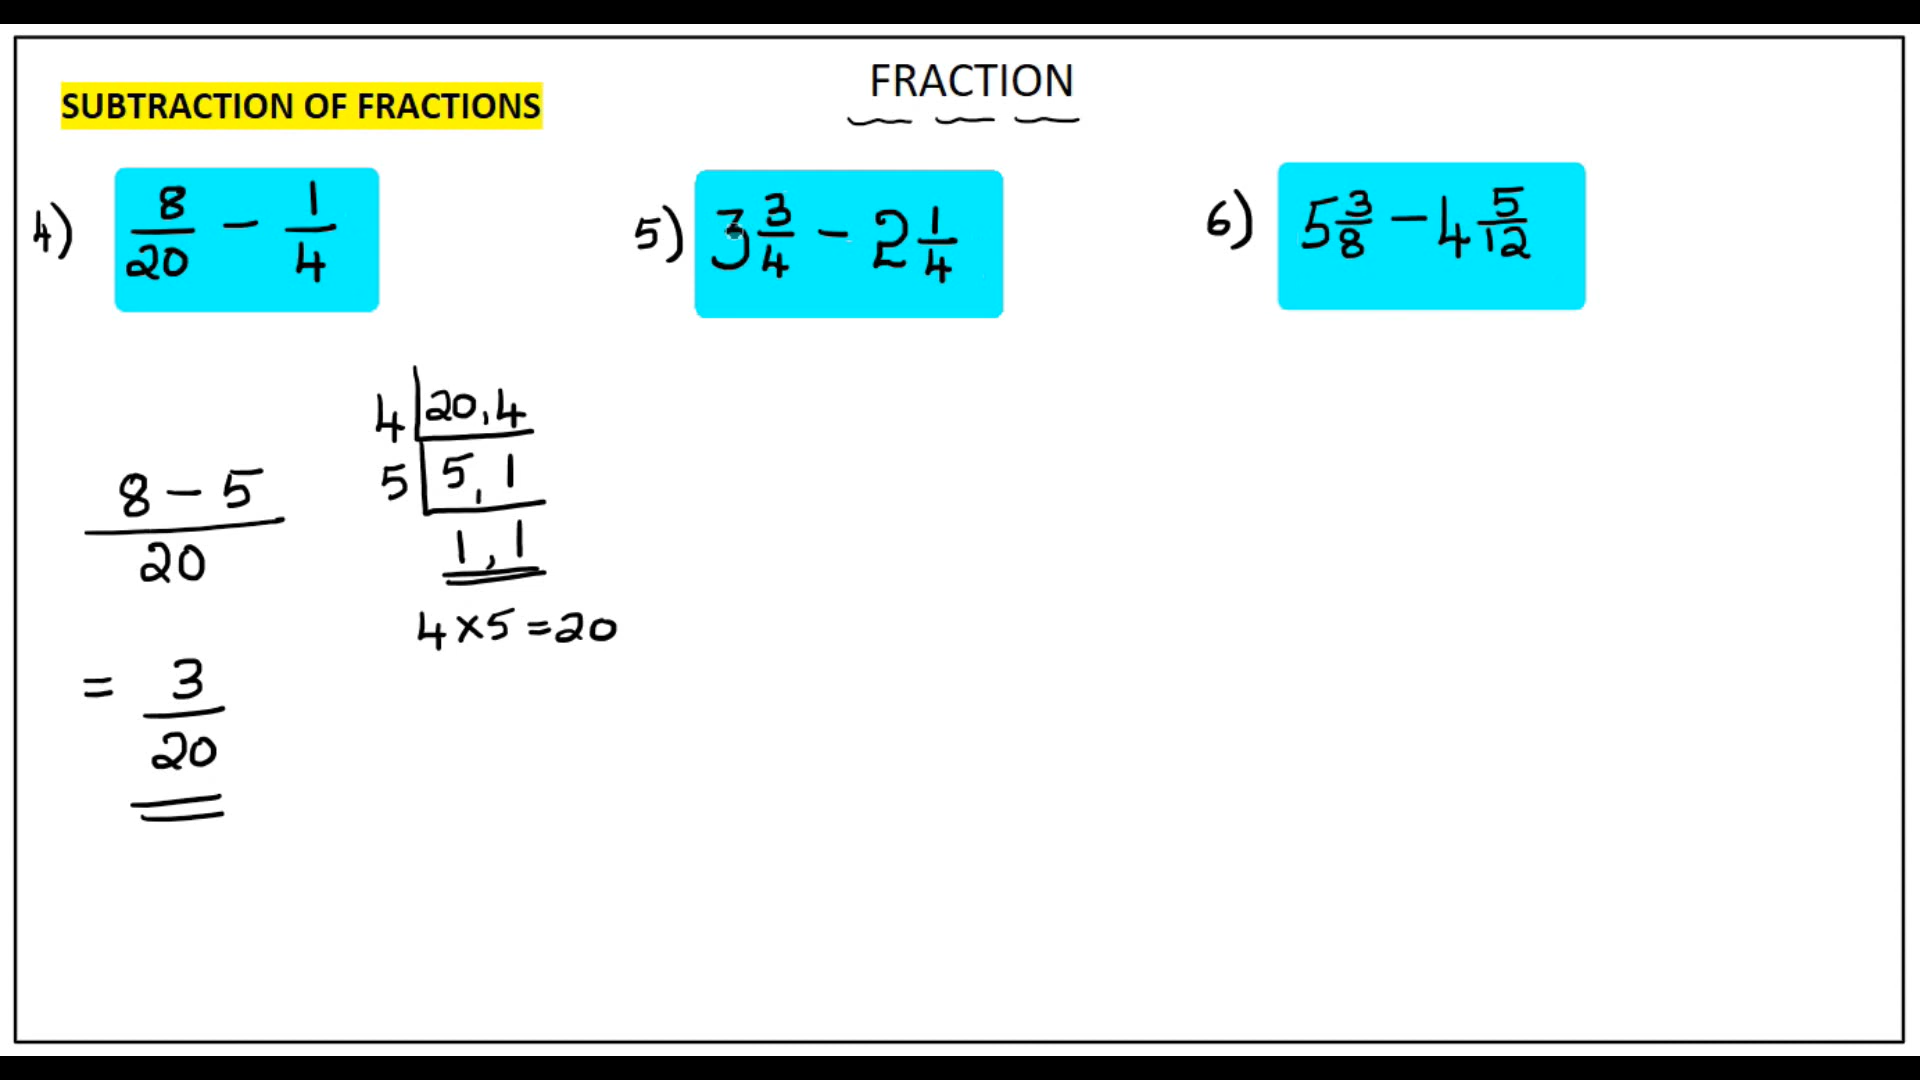 FRACTION
SUBTRACTION OF FRACTIONS
4) 8/20 − 1/4
5) 3 3/4 − 2 1/4
6) 5 3/8 − 4 5/12
4 | 20, 4
5 | 5, 1
1, 1
4 × 5 = 20
8 − 5
20
= 3/20